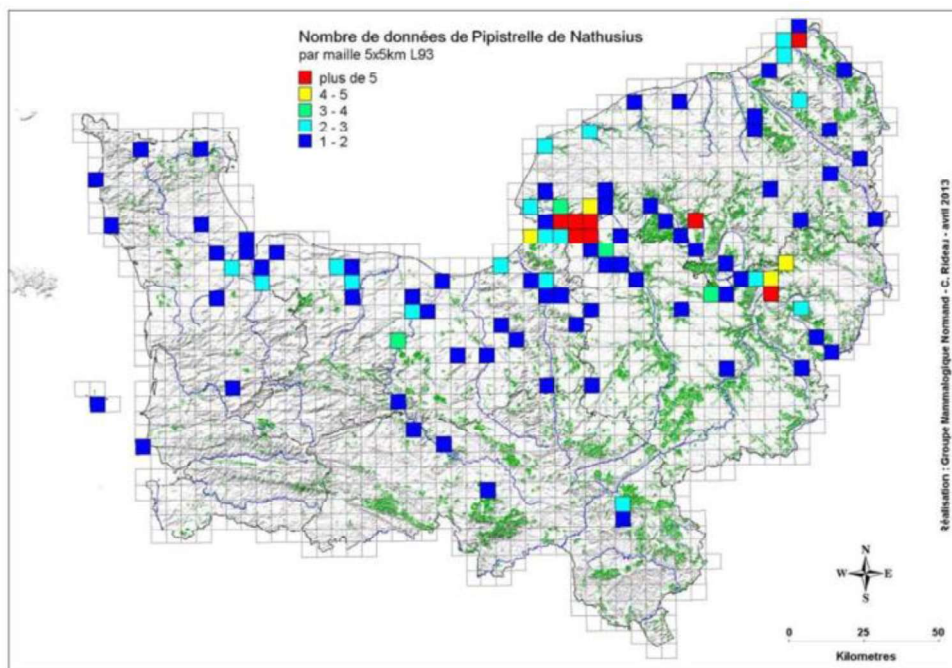 Nombre de données de Pipistrelle de Nathusius
par maille 5x5km L93
plus de 5
4 - 5
3 - 4
2 - 3
1 - 2
Réalisation : Groupe Mammalogique Normand - C. Rideau - avril 2013
N
W E
S
0 25 50
Kilometres